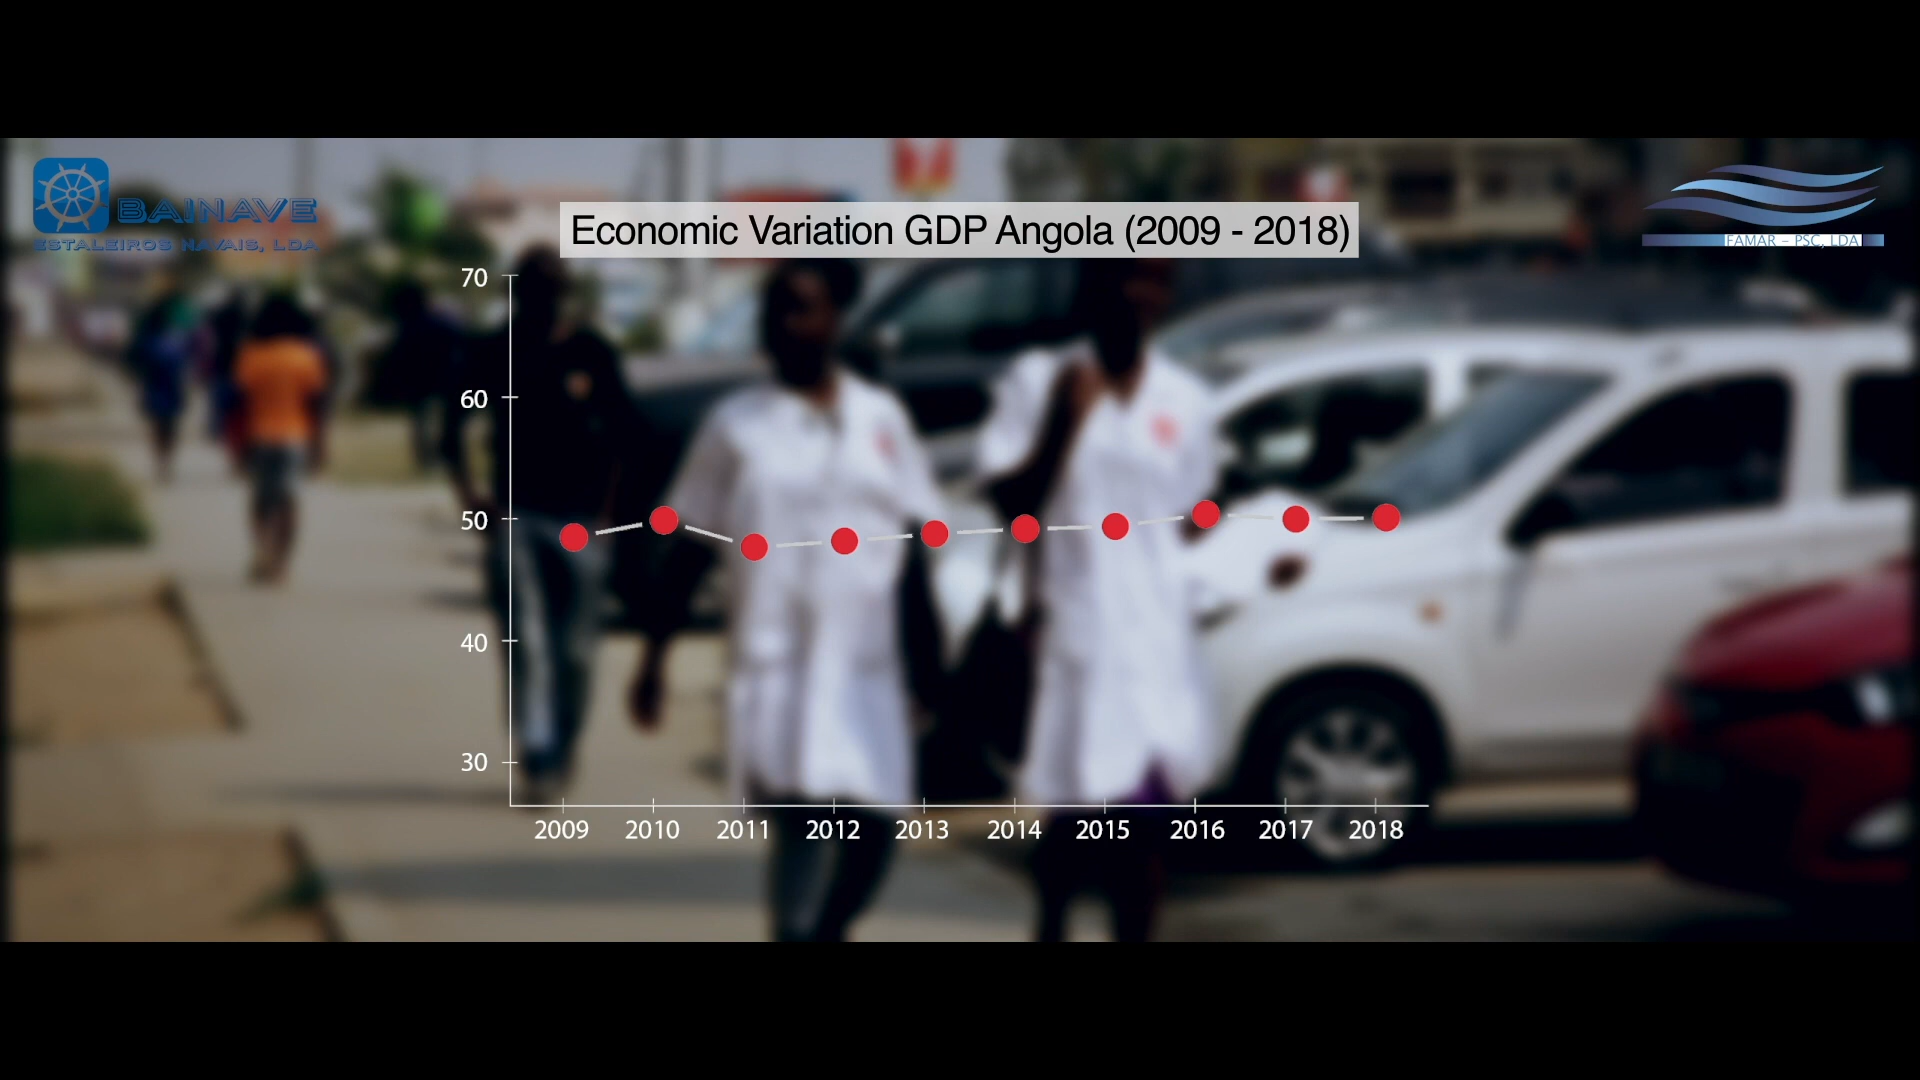 BAINAVE
ESTALEIROS NAVAIS, LDA
FAMAR - PSC, LDA
Economic Variation GDP Angola (2009 - 2018)
70
60
50
40
30
2009 2010 2011 2012 2013 2014 2015 2016 2017 2018